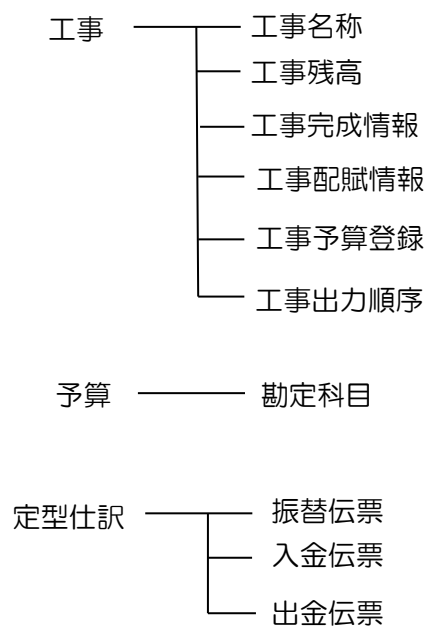 工事 工事名称
工事残高
工事完成情報
工事配賦情報
工事予算登録
工事出力順序
予算 勘定科目
定型仕訳 振替伝票
入金伝票
出金伝票